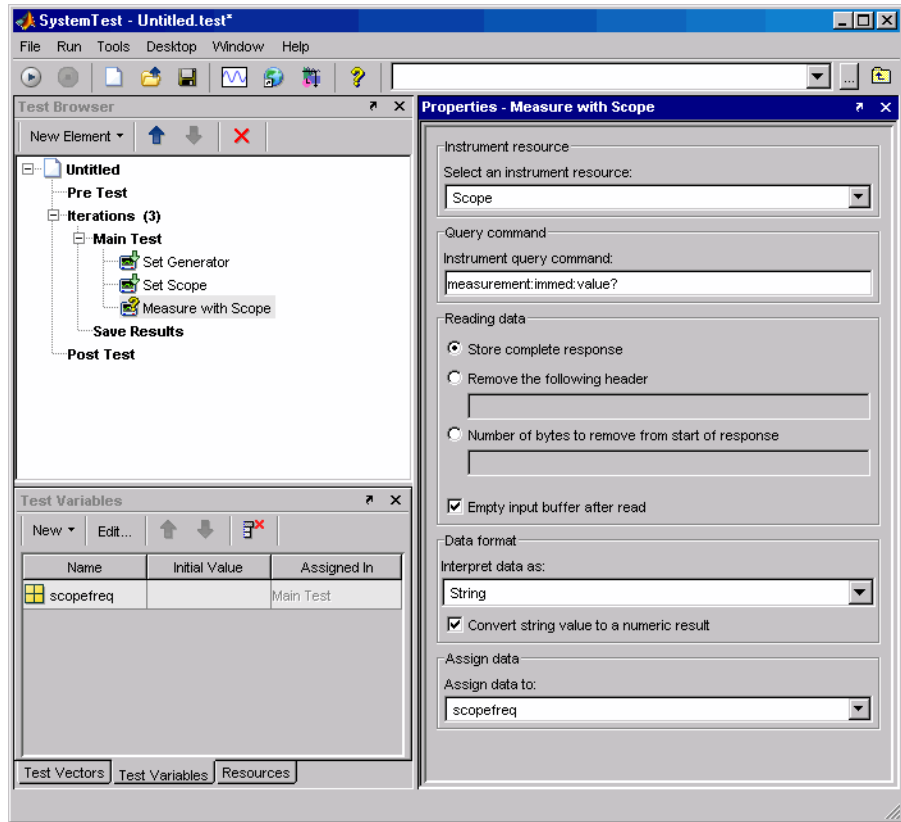 SystemTest - Untitled.test*
File Run Tools Desktop Window Help
...
Test Browser
New Element
Untitled
Pre Test
Iterations (3)
Main Test
Set Generator
Set Scope
Measure with Scope
Save Results
Post Test
Test Variables
New Edit...
Name Initial Value Assigned In
scopefreq Main Test
Test Vectors Test Variables Resources
Properties - Measure with Scope
Instrument resource
Select an instrument resource:
Scope
Query command
Instrument query command:
measurement:immed:value?
Reading data
Store complete response
Remove the following header
Number of bytes to remove from start of response
Empty input buffer after read
Data format
Interpret data as:
String
Convert string value to a numeric result
Assign data
Assign data to:
scopefreq